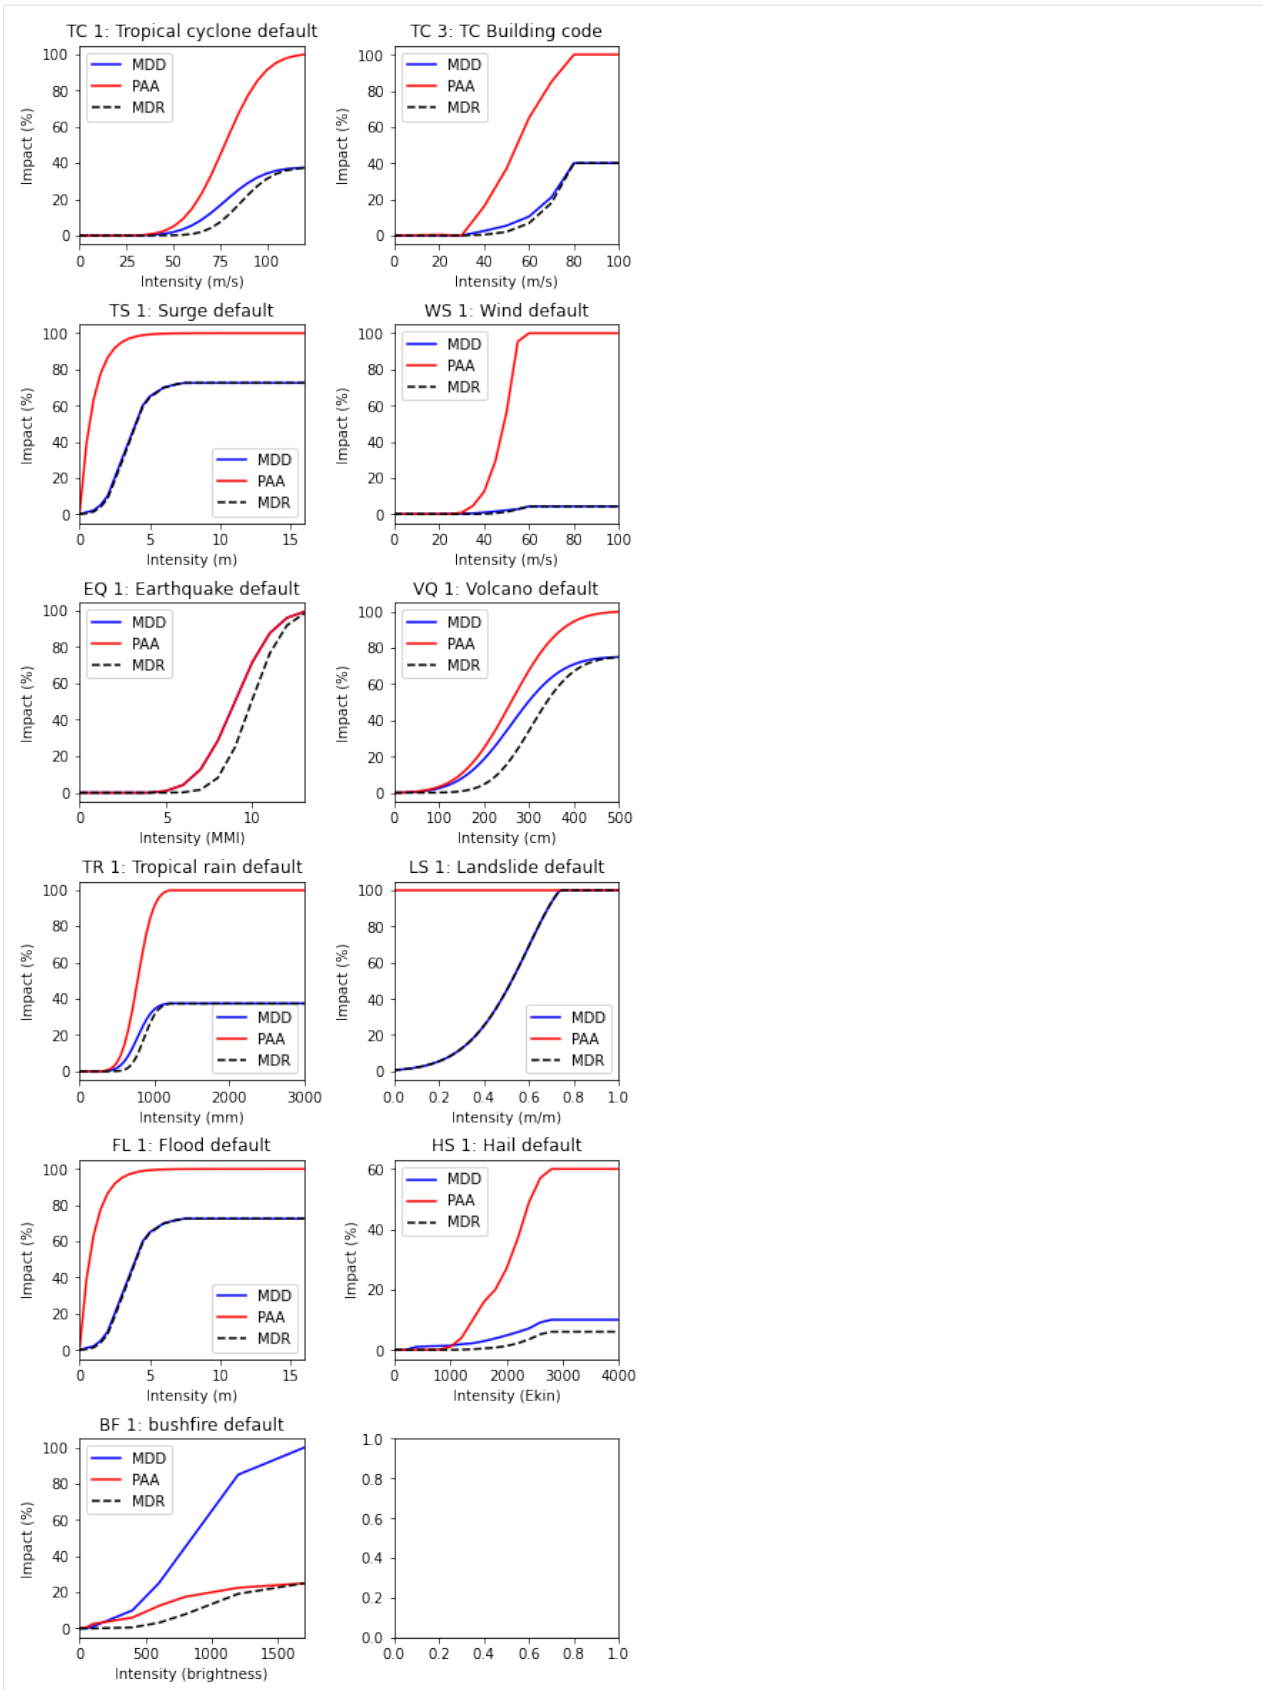 TC 1: Tropical cyclone default
100
80
60
40
20
0
Impact (%)
MDD
PAA
MDR
0 25 50 75 100
Intensity (m/s)
TC 3: TC Building code
100
80
60
40
20
0
Impact (%)
MDD
PAA
MDR
0 20 40 60 80 100
Intensity (m/s)
TS 1: Surge default
100
80
60
40
20
0
Impact (%)
MDD
PAA
MDR
0 5 10 15
Intensity (m)
WS 1: Wind default
100
80
60
40
20
0
Impact (%)
MDD
PAA
MDR
0 20 40 60 80 100
Intensity (m/s)
EQ 1: Earthquake default
100
80
60
40
20
0
Impact (%)
MDD
PAA
MDR
0 5 10
Intensity (MMI)
VQ 1: Volcano default
100
80
60
40
20
0
Impact (%)
MDD
PAA
MDR
0 100 200 300 400 500
Intensity (cm)
TR 1: Tropical rain default
100
80
60
40
20
0
Impact (%)
MDD
PAA
MDR
0 1000 2000 3000
Intensity (mm)
LS 1: Landslide default
100
80
60
40
20
0
Impact (%)
MDD
PAA
MDR
0.0 0.2 0.4 0.6 0.8 1.0
Intensity (m/m)
FL 1: Flood default
100
80
60
40
20
0
Impact (%)
MDD
PAA
MDR
0 5 10 15
Intensity (m)
HS 1: Hail default
60
40
20
0
Impact (%)
MDD
PAA
MDR
0 1000 2000 3000 4000
Intensity (Ekin)
BF 1: bushfire default
100
80
60
40
20
0
Impact (%)
MDD
PAA
MDR
0 500 1000 1500
Intensity (brightness)
1.0
0.8
0.6
0.4
0.2
0.0
0.0 0.2 0.4 0.6 0.8 1.0